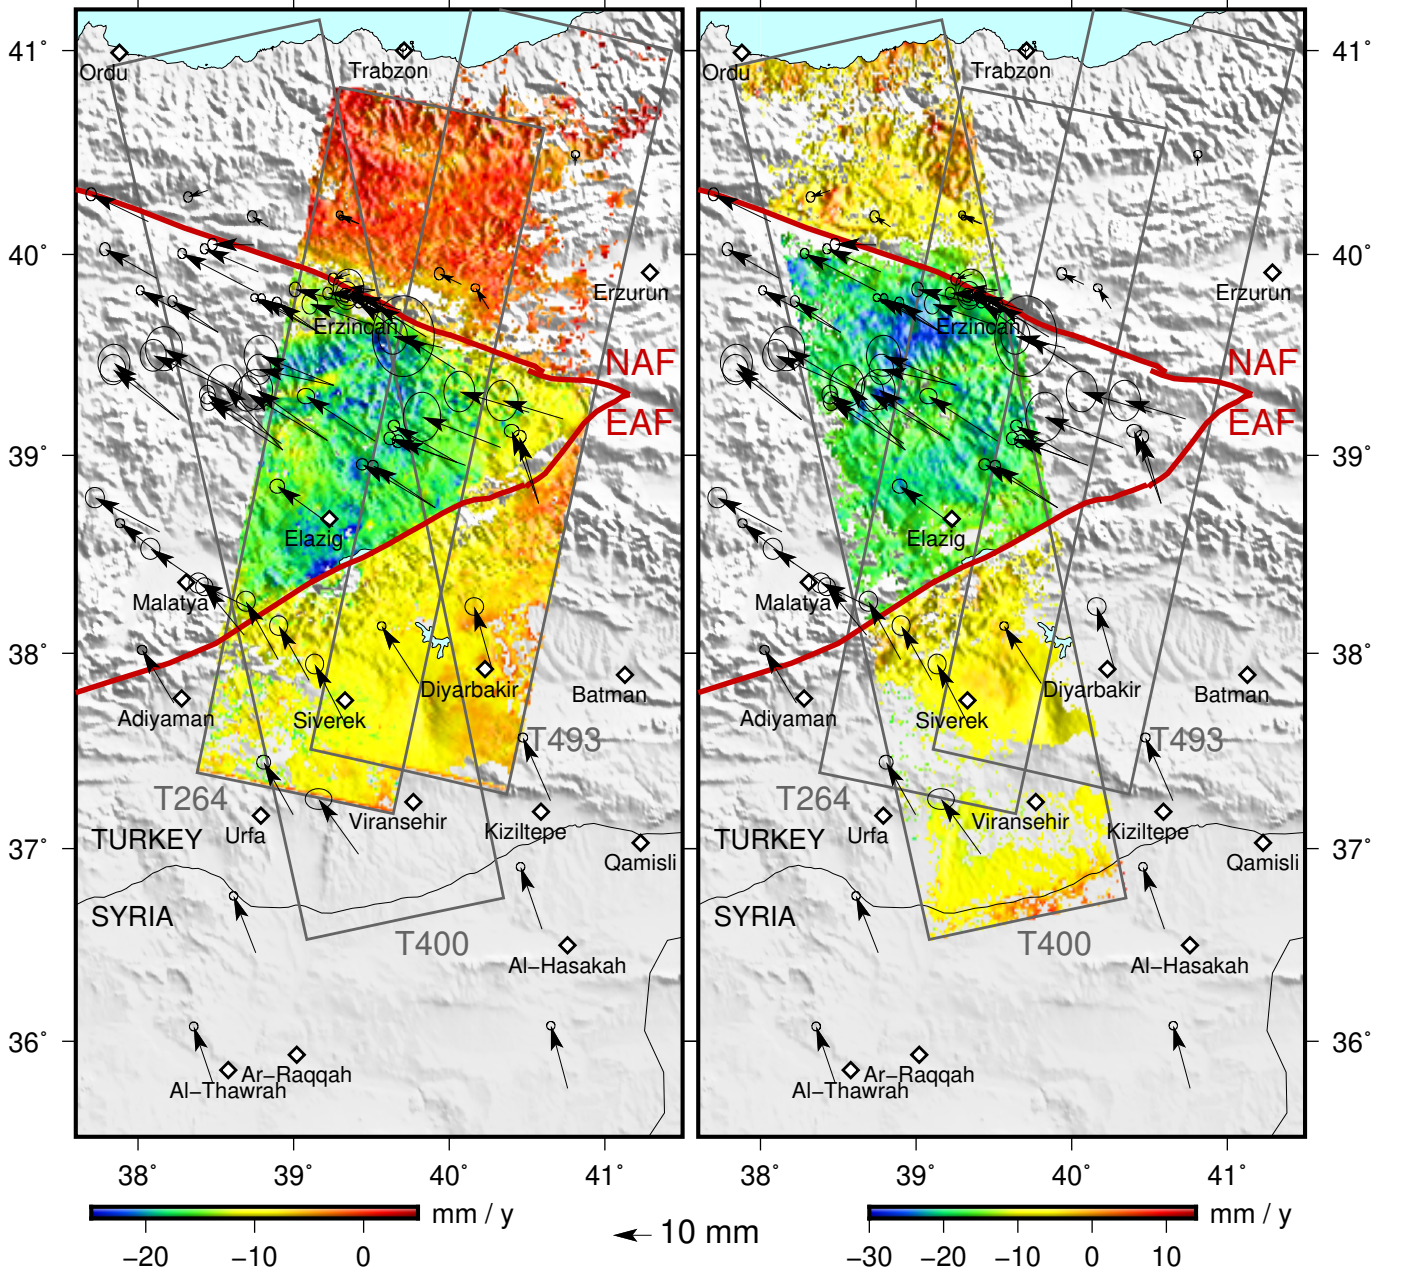 41°
40°
39°
38°
37°
36°
Ordu
Trabzon
Erzurun
Erzincan
NAF
EAF
Elazig
Malatya
Diyarbakir
Batman
Adiyaman
Siverek
T493
T264
Urfa
Viransehir
Kiziltepe
TURKEY
Qamisli
SYRIA
T400
Al−Hasakah
Ar−Raqqah
Al−Thawrah
38° 39° 40° 41°
mm / y
−20 −10 0
10 mm
Ordu
Trabzon
Erzurun
Erzincan
NAF
EAF
Elazig
Malatya
Diyarbakir
Batman
Adiyaman
Siverek
T493
T264
Urfa
Viransehir
Kiziltepe
TURKEY
Qamisli
SYRIA
T400
Al−Hasakah
Ar−Raqqah
Al−Thawrah
41°
40°
39°
38°
37°
36°
38° 39° 40° 41°
mm / y
−30 −20 −10 0 10